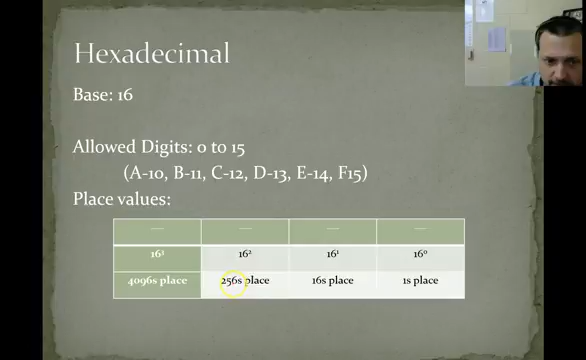 Hexadecimal
Base: 16
Allowed Digits: 0 to 15
(A-10, B-11, C-12, D-13, E-14, F15)
Place values:
— — — —
16³ 16² 16¹ 16⁰
4096s place 256s place 16s place 1s place